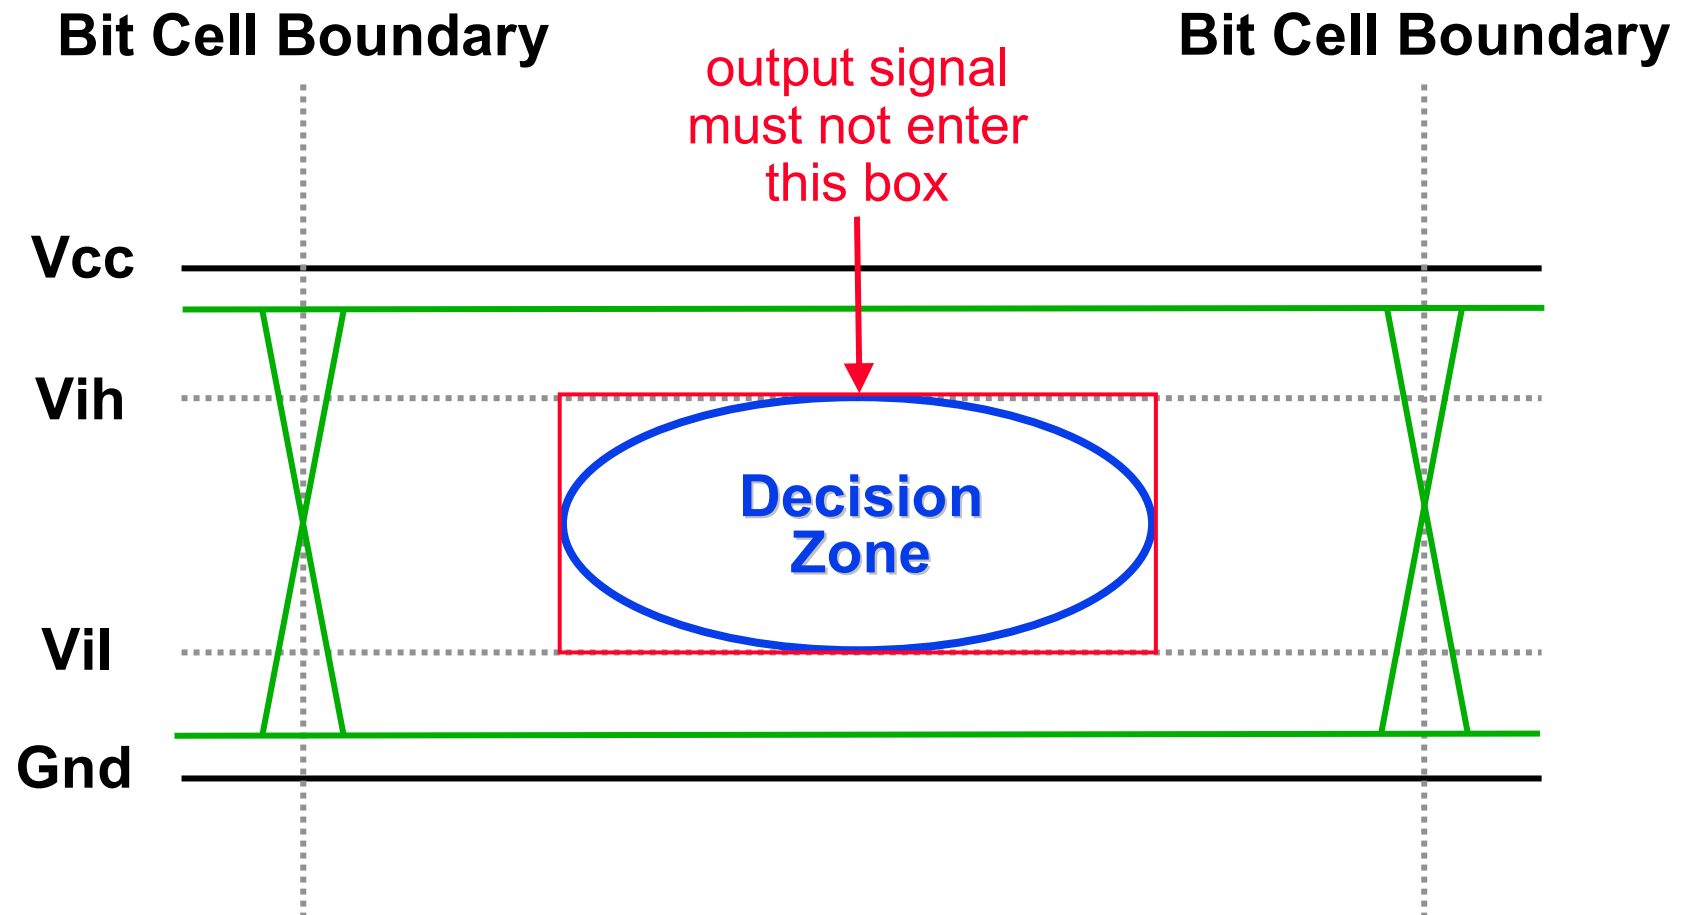 Bit Cell Boundary
Bit Cell Boundary
output signal
must not enter
this box
Vcc
Vih
Decision
Zone
Vil
Gnd